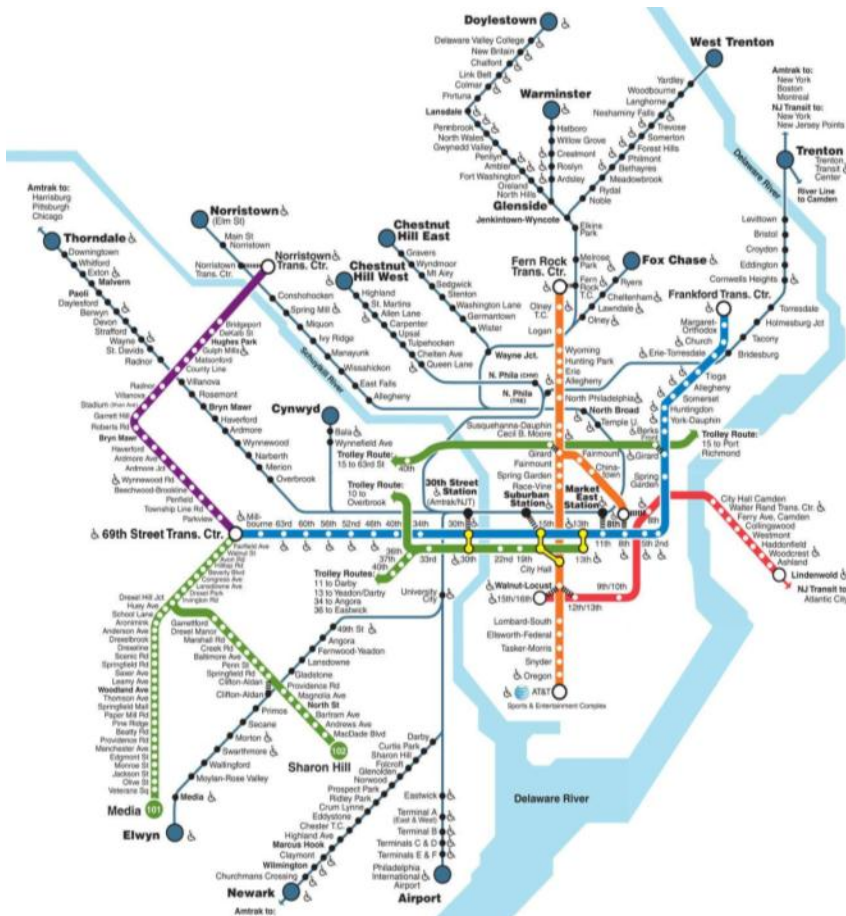 Doylestown
Delaware Valley College
New Britain
Chalfont
Link Belt
Colmar
Fortuna
Lansdale
Pennbrook
North Wales
Gwynedd Valley
Penllyn
Ambler
Fort Washington
Oreland
North Hills
Glenside
Jenkintown-Wyncote
Warminster
Hatboro
Willow Grove
Crestmont
Roslyn
Ardsley
West Trenton
Yardley
Woodbourne
Langhorne
Neshaminy Falls
Trevose
Somerton
Forest Hills
Philmont
Bethayres
Meadowbrook
Rydal
Noble
Elkins
Park
Melrose
Park
Fern
Rock
T.C.
Amtrak to:
New York
Boston
Montreal
NJ Transit to:
New York
New Jersey Points
Trenton
Trenton
Transit
Center
River Line
to Camden
Delaware River
Levittown
Bristol
Croydon
Eddington
Cornwells Heights
Torresdale
Holmesburg Jct
Tacony
Bridesburg
Amtrak to:
Harrisburg
Pittsburgh
Chicago
Thorndale
Downingtown
Whitford
Exton
Malvern
Paoli
Daylesford
Berwyn
Devon
Strafford
Wayne
St. Davids
Radnor
Villanova
Rosemont
Bryn Mawr
Haverford
Ardmore
Wynnewood
Narberth
Merion
Overbrook
Norristown
(Elm St)
Main St
Norristown
Norristown
Trans. Ctr.
Norristown
Trans. Ctr.
Conshohocken
Spring Mill
Miquon
Ivy Ridge
Manayunk
Wissahickon
East Falls
Allegheny
Schuylkill River
Chestnut
Hill East
Gravers
Wyndmoor
Mt Airy
Sedgwick
Stenton
Washington Lane
Germantown
Wister
Wayne Jct.
Chestnut
Hill West
Highland
St. Martins
Allen Lane
Carpenter
Upsal
Tulpehocken
Chelten Ave
Queen Lane
N. Phila (CHW)
N. Phila
(TRE)
Fern Rock
Trans. Ctr.
Olney
T.C.
Logan
Wyoming
Hunting Park
Erie
Allegheny
North Philadelphia
Susquehanna-Dauphin
Cecil B. Moore
Girard
Fairmount
Spring Garden
Race-Vine
Fox Chase
Ryers
Cheltenham
Lawndale
Olney
North Broad
Temple U.
Fairmount
China-
town
Frankford Trans. Ctr.
Margaret-
Orthodox
Church
Erie-Torresdale
Tioga
Allegheny
Somerset
Huntingdon
York-Dauphin
Berks
Girard
Spring
Garden
Trolley Route:
15 to Port
Richmond
Bridgeport
DeKalb St
Hughes Park
Gulph Mills
Matsonford
County Line
Radnor
Villanova
Garrett Hill
Roberts Rd
Bryn Mawr
Haverford
Ardmore Ave
Ardmore Jct
Wynnewood Rd
Beechwood-Brookline
Penfield
Township Line Rd
Parkview
Cynwyd
Bala
Wynnefield Ave
Trolley Route:
15 to 63rd St
40th
Trolley Route:
10 to
Overbrook
30th Street
Station
(Amtrak/NJT)
Suburban
Station
Market
East
Station
69th Street Trans. Ctr.
Mill-
bourne
63rd
60th
56th
52nd
46th
40th
34th
30th
15th
13th
11th
8th
5th
2nd
8th
8th
36th
37th
40th
33rd
30th
22nd
19th
13th
City Hall
Trolley Routes:
11 to Darby
13 to Yeadon/Darby
34 to Angora
36 to Eastwick
University
City
Walnut-Locust
15th/16th
12th/13th
9th/10th
City Hall Camden
Walter Rand Trans. Ctr.
Ferry Ave, Camden
Collingswood
Westmont
Haddonfield
Woodcrest
Ashland
Lindenwold
NJ Transit to:
Atlantic City
Lombard-South
Ellsworth-Federal
Tasker-Morris
Snyder
Oregon
AT&T
Sports & Entertainment Complex
Fairfield Ave
Walnut St
Avon Rd
Hilltop Rd
Beverly Blvd
Congress Ave
Lansdowne Ave
Drexel Park
Irvington Rd
Drexel Hill Jct
Huey Ave
School Lane
Aronimink
Anderson Ave
Drexelbrook
Drexeline
Scenic Rd
Springfield Rd
Saxer Ave
Leamy Ave
Woodland Ave
Thomson Ave
Springfield Mall
Paper Mill Rd
Pine Ridge
Beatty Rd
Providence Rd
Manchester Ave
Edgmont St
Monroe St
Jackson St
Olive St
Veterans Sq
Media
101
Garrettford
Drexel Manor
Marshall Rd
Creek Rd
Baltimore Ave
Penn St
Springfield Rd
Clifton-Aldan
Providence Rd
Magnolia Ave
North St
Bartram Ave
Andrews Ave
MacDade Blvd
102
Sharon Hill
49th St
Angora
Fernwood-Yeadon
Lansdowne
Gladstone
Clifton-Aldan
Primos
Secane
Morton
Swarthmore
Wallingford
Moylan-Rose Valley
Media
Elwyn
Darby
Curtis Park
Sharon Hill
Folcroft
Glenolden
Norwood
Prospect Park
Ridley Park
Crum Lynne
Eddystone
Chester T.C.
Highland Ave
Marcus Hook
Claymont
Wilmington
Churchmans Crossing
Newark
Amtrak to:
Eastwick
Terminal A
(East & West)
Terminal B
Terminals C & D
Terminals E & F
Philadelphia
International
Airport
Airport
Delaware River